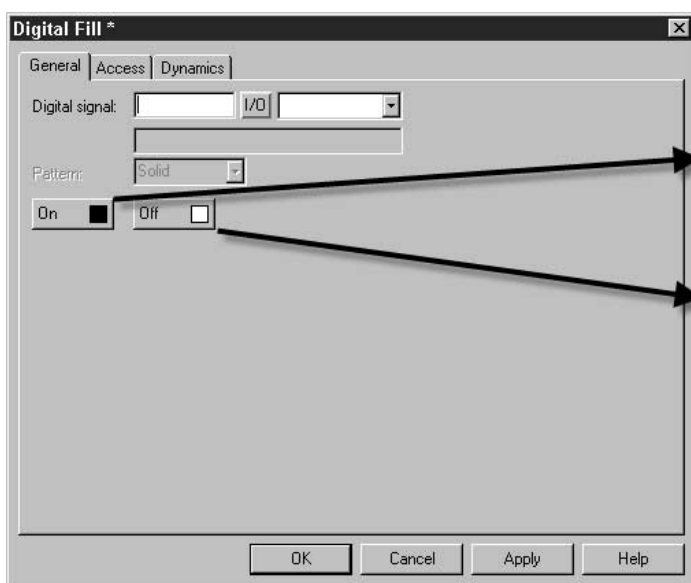 Digital Fill *
General Access Dynamics
Digital signal: I/O
Pattern: Solid
On Off
OK Cancel Apply Help